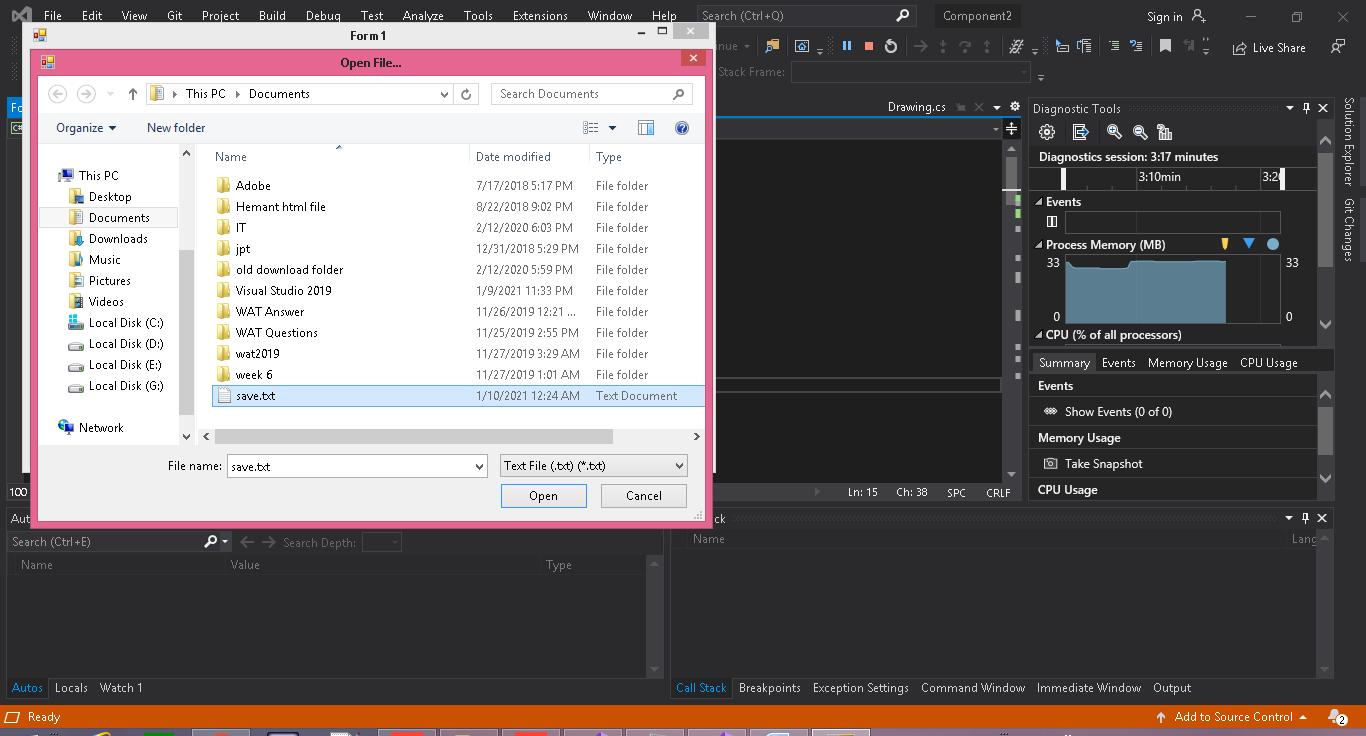 File Edit View Git Project Build Debug Test Analyze Tools Extensions Window Help Search (Ctrl+Q) Component2 Sign in
Form1
Open File...
Live Share
Stack Frame:
This PC Documents Search Documents
Drawing.cs
Diagnostic Tools
Organize New folder
Diagnostics session: 3:17 minutes
3:10min 3:20
Name Date modified Type
This PC
Desktop
Documents
Downloads
Music
Pictures
Videos
Local Disk (C:)
Local Disk (D:)
Local Disk (E:)
Local Disk (G:)
Network
Adobe 7/17/2018 5:17 PM File folder
Hemant html file 8/22/2018 9:02 PM File folder
IT 2/12/2020 6:03 PM File folder
jpt 12/31/2018 5:29 PM File folder
old download folder 2/12/2020 5:59 PM File folder
Visual Studio 2019 1/9/2021 11:33 PM File folder
WAT Answer 11/26/2019 12:21 ... File folder
WAT Questions 11/25/2019 2:55 PM File folder
wat2019 11/27/2019 3:29 AM File folder
week 6 11/27/2019 1:01 AM File folder
save.txt 1/10/2021 12:24 AM Text Document
File name: save.txt Text File (.txt) (*.txt)
Open Cancel
Events
Process Memory (MB)
33 33
0 0
CPU (% of all processors)
Summary Events Memory Usage CPU Usage
Events
Show Events (0 of 0)
Memory Usage
Take Snapshot
CPU Usage
Solution Explorer
Git Changes
100 Ln: 15 Ch: 38 SPC CRLF
Search (Ctrl+E) Search Depth:
Name Value Type
Name Lang
Autos Locals Watch 1
Call Stack Breakpoints Exception Settings Command Window Immediate Window Output
Ready Add to Source Control 2